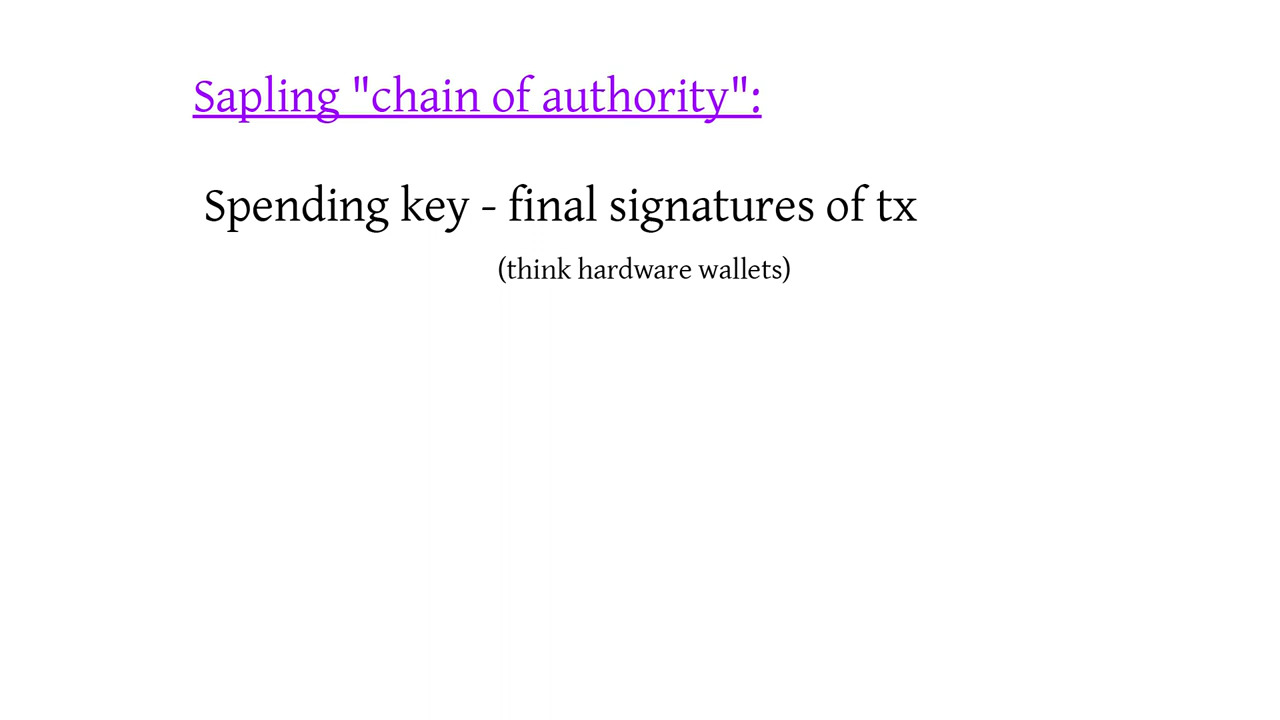 Sapling "chain of authority":
Spending key - final signatures of tx
(think hardware wallets)